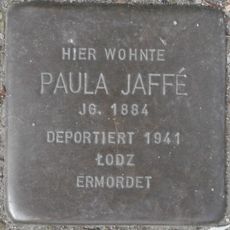 HIER WOHNTE
PAULA JAFFÉ
JG. 1884
DEPORTIERT 1941
ŁODZ
ERMORDET